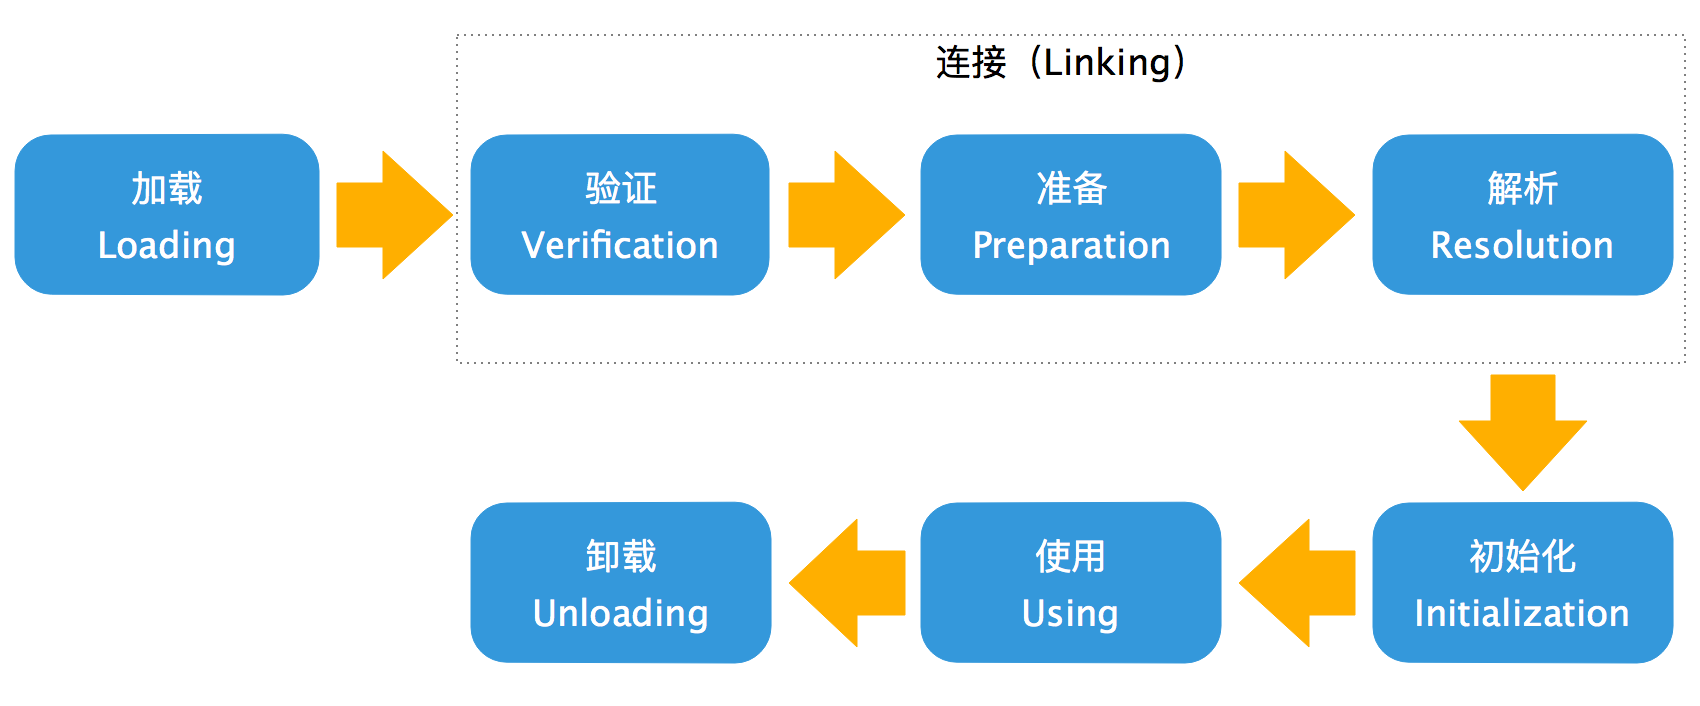 连接（Linking）
加载
Loading
验证
Verification
准备
Preparation
解析
Resolution
初始化
Initialization
使用
Using
卸载
Unloading